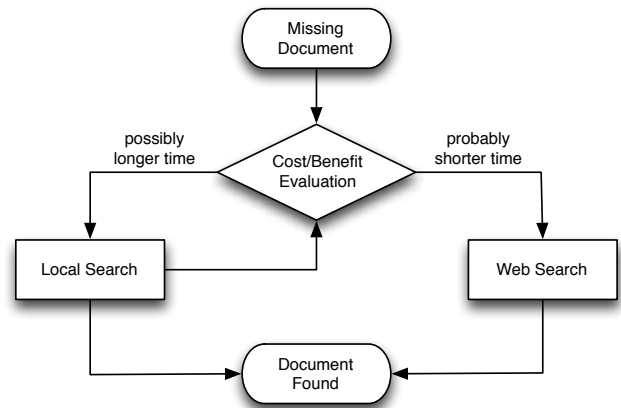 Missing
Document
possibly
longer time
Cost/Benefit
Evaluation
probably
shorter time
Local Search
Web Search
Document
Found